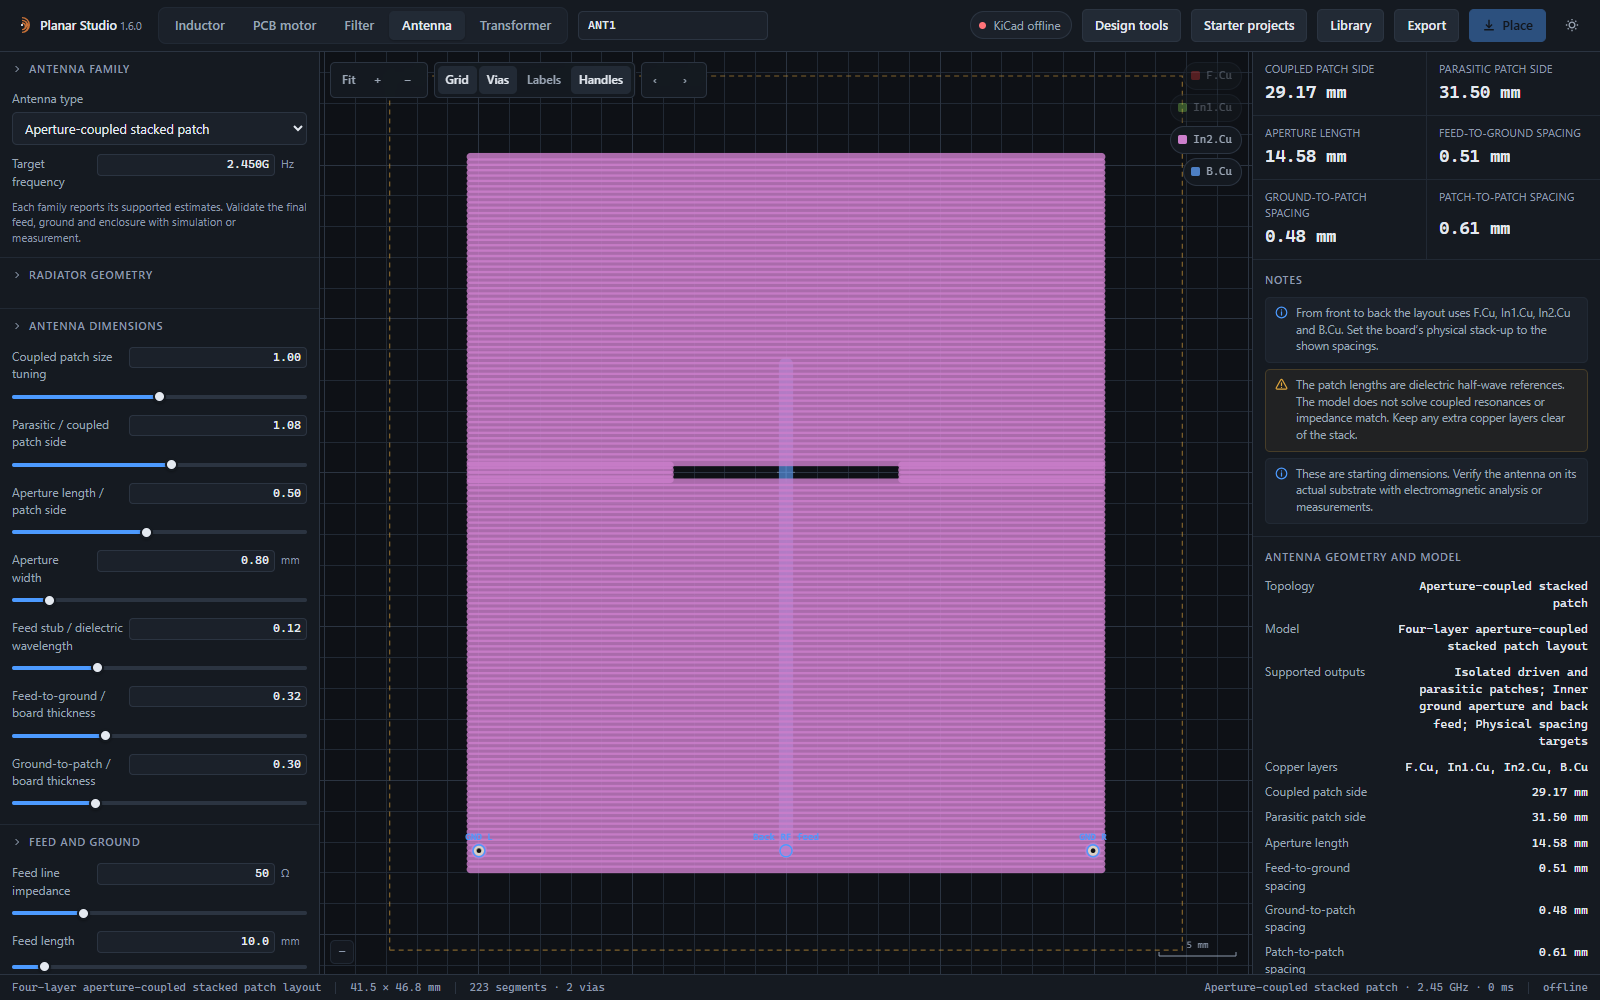 Planar Studio 1.6.0
Inductor
PCB motor
Filter
Antenna
Transformer
ANT1
KiCad offline
Design tools
Starter projects
Library
Export
Place
ANTENNA FAMILY
Antenna type
Aperture-coupled stacked patch
Target frequency
2.450G Hz
Each family reports its supported estimates. Validate the final
feed, ground and enclosure with simulation or
measurement.
RADIATOR GEOMETRY
ANTENNA DIMENSIONS
Coupled patch size
tuning
1.00
Parasitic / coupled
patch side
1.08
Aperture length /
patch side
0.50
Aperture
width
0.80 mm
Feed stub / dielectric
wavelength
0.12
Feed-to-ground /
board thickness
0.32
Ground-to-patch /
board thickness
0.30
FEED AND GROUND
Feed line
impedance
50 Ω
Feed length
10.0 mm
Fit + −
Grid Vias Labels Handles
‹ ›
F.Cu
In1.Cu
In2.Cu
B.Cu
−
5 mm
COUPLED PATCH SIDE
29.17 mm
PARASITIC PATCH SIDE
31.50 mm
APERTURE LENGTH
14.58 mm
FEED-TO-GROUND SPACING
0.51 mm
GROUND-TO-PATCH
SPACING
0.48 mm
PATCH-TO-PATCH SPACING
0.61 mm
NOTES
From front to back the layout uses F.Cu, In1.Cu, In2.Cu
and B.Cu. Set the board's physical stack-up to the
shown spacings.
The patch lengths are dielectric half-wave references.
The model does not solve coupled resonances or
impedance match. Keep any extra copper layers clear
of the stack.
These are starting dimensions. Verify the antenna on its
actual substrate with electromagnetic analysis or
measurements.
ANTENNA GEOMETRY AND MODEL
Topology
Aperture-coupled stacked
patch
Model
Four-layer aperture-coupled
stacked patch layout
Supported outputs
Isolated driven and
parasitic patches; Inner
ground aperture and back
feed; Physical spacing
targets
Copper layers
F.Cu, In1.Cu, In2.Cu, B.Cu
Coupled patch side
29.17 mm
Parasitic patch side
31.50 mm
Aperture length
14.58 mm
Feed-to-ground
spacing
0.51 mm
Ground-to-patch
spacing
0.48 mm
Patch-to-patch
spacing
0.61 mm
Four-layer aperture-coupled stacked patch layout
41.5 × 46.8 mm
223 segments · 2 vias
Aperture-coupled stacked patch · 2.45 GHz · 0 ms
offline